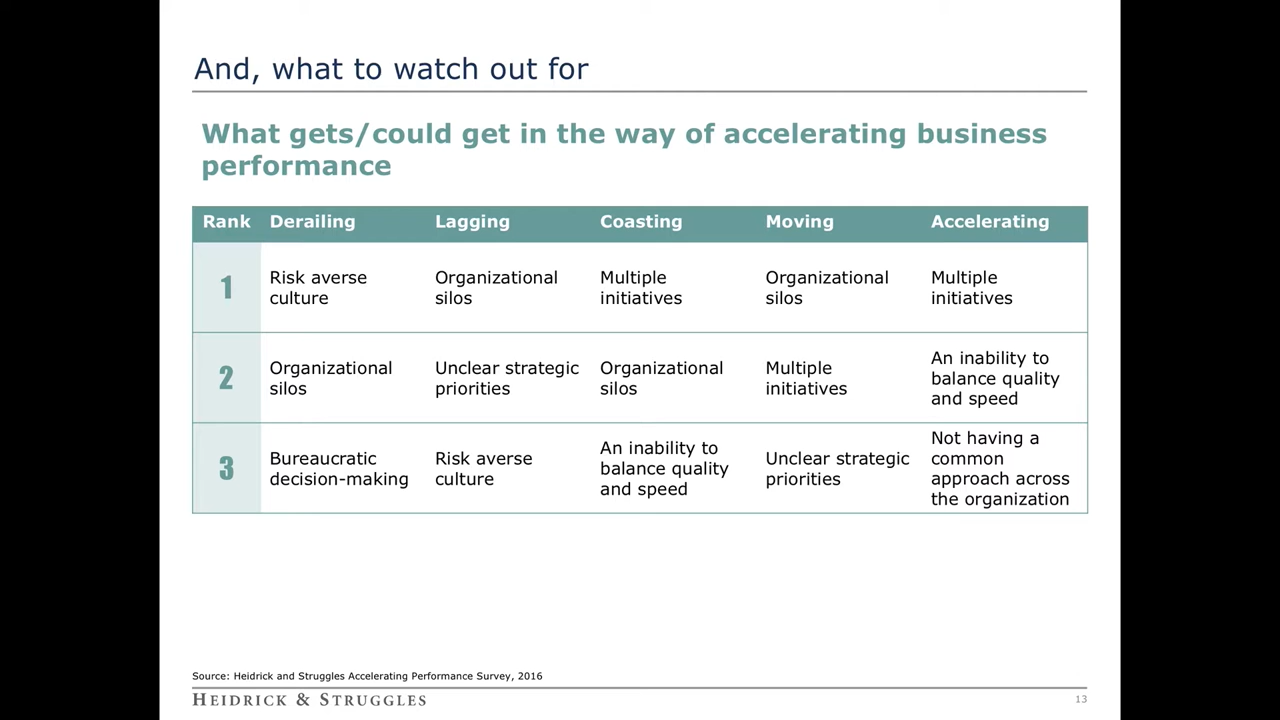 And, what to watch out for
What gets/could get in the way of accelerating business
performance
Rank Derailing Lagging Coasting Moving Accelerating
1
Risk averse
culture
Organizational
silos
Multiple
initiatives
Organizational
silos
Multiple
initiatives
2
Organizational
silos
Unclear strategic
priorities
Organizational
silos
Multiple
initiatives
An inability to
balance quality
and speed
3
Bureaucratic
decision-making
Risk averse
culture
An inability to
balance quality
and speed
Unclear strategic
priorities
Not having a
common
approach across
the organization
Source: Heidrick and Struggles Accelerating Performance Survey, 2016
HEIDRICK & STRUGGLES
13